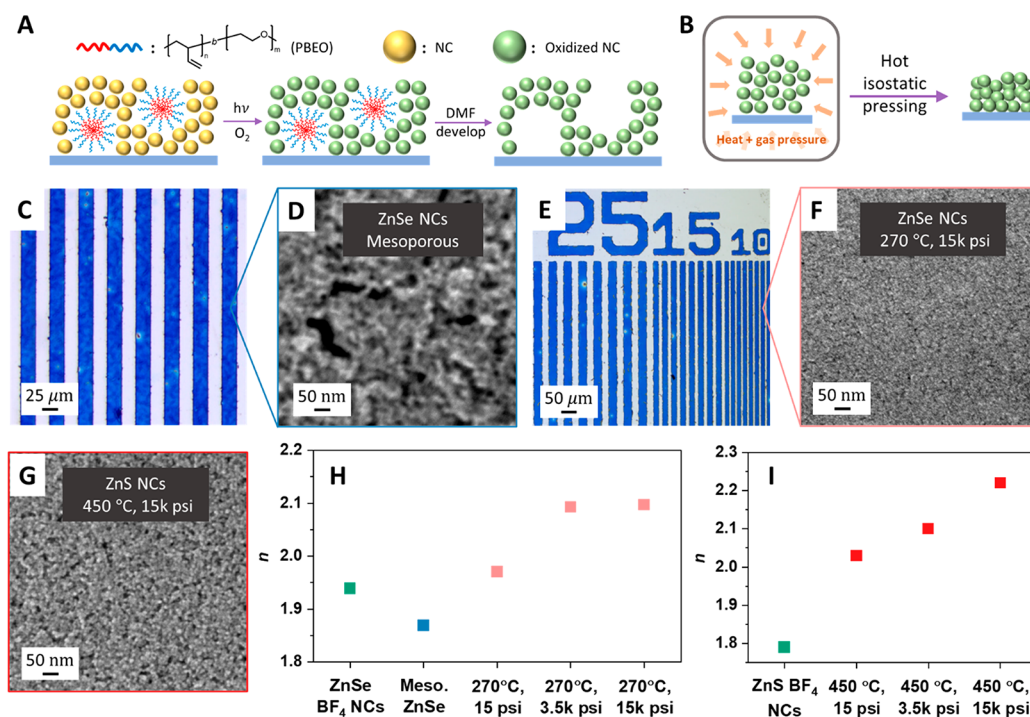 A
n
b
O
m
(PBEO)
: NC
: Oxidized NC
hν
O2
DMF
develop
B
Heat + gas pressure
Hot
isostatic
pressing
C
25 μm
D
ZnSe NCs
Mesoporous
50 nm
E
25 15 10
50 μm
F
ZnSe NCs
270 °C, 15k psi
50 nm
G
ZnS NCs
450 °C, 15k psi
50 nm
H
2.2
2.1
2.0
1.9
1.8
n
ZnSe Meso. 270°C, 270°C, 270°C,
BF4 NCs ZnSe 15 psi 3.5k psi 15k psi
I
2.3
2.2
2.1
2.0
1.9
1.8
n
ZnS BF4 450 °C, 450 °C, 450 °C,
NCs 15 psi 3.5k psi 15k psi